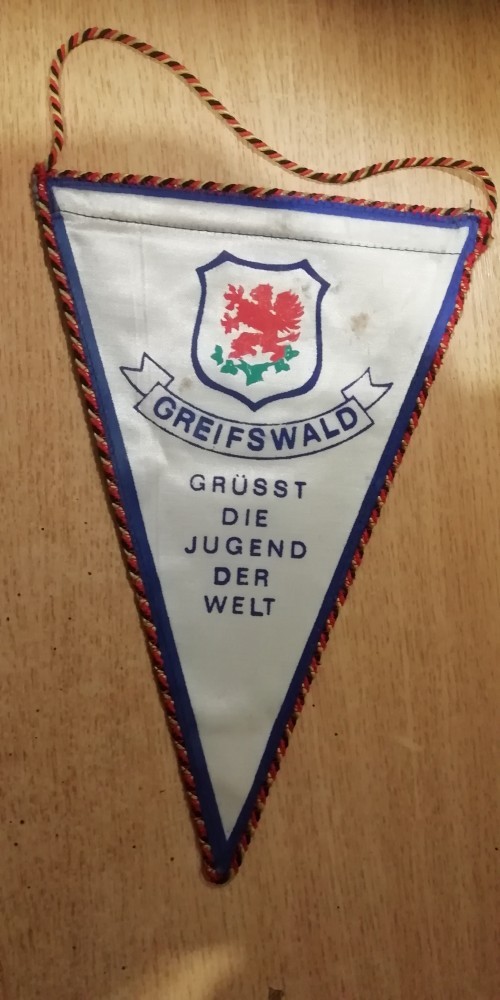 GREIFSWALD
GRÜSST
DIE
JUGEND
DER
WELT